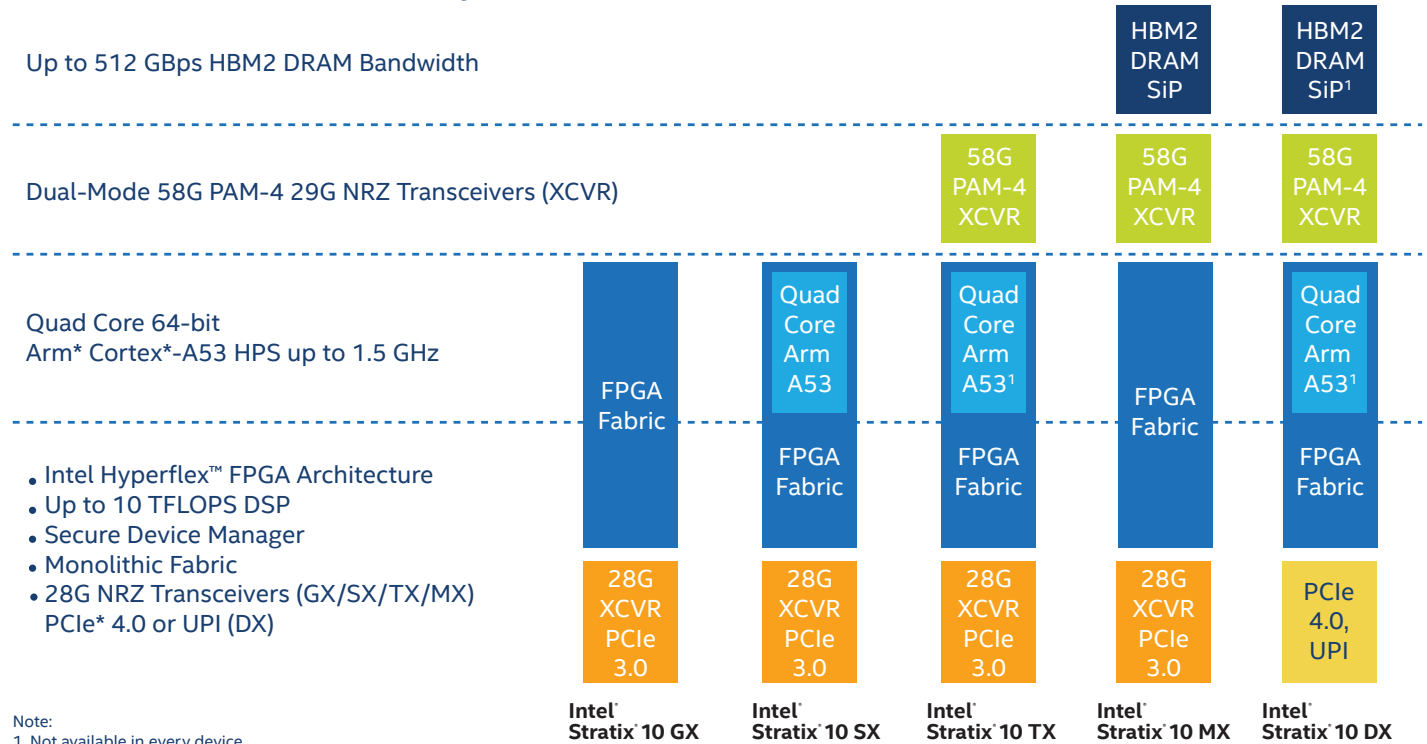 Up to 512 GBps HBM2 DRAM Bandwidth
HBM2
DRAM
SiP
HBM2
DRAM
SiP¹
Dual-Mode 58G PAM-4 29G NRZ Transceivers (XCVR)
58G
PAM-4
XCVR
58G
PAM-4
XCVR
58G
PAM-4
XCVR
Quad Core 64-bit
Arm* Cortex*-A53 HPS up to 1.5 GHz
FPGA
Fabric
Quad
Core
Arm
A53
FPGA
Fabric
Quad
Core
Arm
A53¹
FPGA
Fabric
FPGA
Fabric
Quad
Core
Arm
A53¹
FPGA
Fabric
• Intel Hyperflex™ FPGA Architecture
• Up to 10 TFLOPS DSP
• Secure Device Manager
• Monolithic Fabric
• 28G NRZ Transceivers (GX/SX/TX/MX)
PCIe* 4.0 or UPI (DX)
28G
XCVR
PCIe
3.0
28G
XCVR
PCIe
3.0
28G
XCVR
PCIe
3.0
28G
XCVR
PCIe
3.0
PCIe
4.0,
UPI
Intel®
Stratix® 10 GX
Intel®
Stratix® 10 SX
Intel®
Stratix® 10 TX
Intel®
Stratix® 10 MX
Intel®
Stratix® 10 DX
Note:
1. Not available in every device